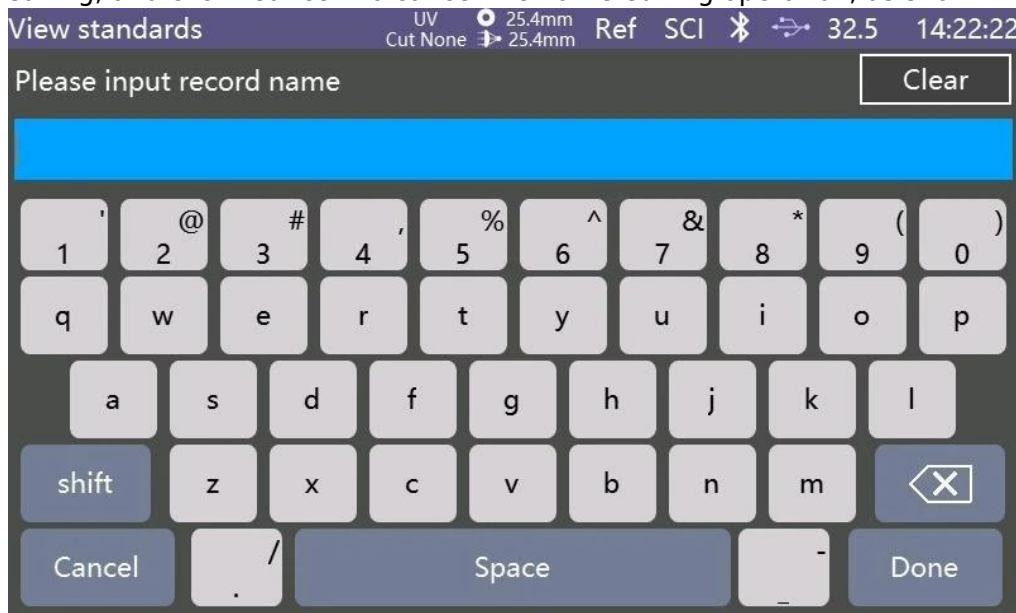 View standards UV Cut None 25.4mm 25.4mm Ref SCI 32.5 14:22:22
Please input record name Clear
' @ # , % ^ & * ( )
1 2 3 4 5 6 7 8 9 0
q w e r t y u i o p
a s d f g h j k l
shift z x c v b n m
Cancel . / Space _ - Done